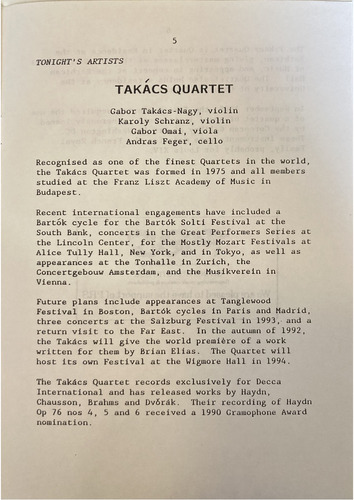 5
TONIGHT'S ARTISTS
TAKÁCS QUARTET
Gabor Takács-Nagy, violin
Karoly Schranz, violin
Gabor Omai, viola
Andras Feger, cello
Recognised as one of the finest Quartets in the world,
the Takács Quartet was formed in 1975 and all members
studied at the Franz Liszt Academy of Music in
Budapest.
Recent international engagements have included a
Bartók cycle for the Bartók Solti Festival at the
South Bank, concerts in the Great Performers Series at
the Lincoln Center, for the Mostly Mozart Festivals at
Alice Tully Hall, New York, and in Tokyo, as well as
appearances at the Tonhalle in Zurich, the
Concertgebouw Amsterdam, and the Musikverein in
Vienna.
Future plans include appearances at Tanglewood
Festival in Boston, Bartók cycles in Paris and Madrid,
three concerts at the Salzburg Festival in 1993, and a
return visit to the Far East. In the autumn of 1992,
the Takács will give the world première of a work
written for them by Brian Elias. The Quartet will
host its own Festival at the Wigmore Hall in 1994.
The Takács Quartet records exclusively for Decca
International and has released works by Haydn,
Chausson, Brahms and Dvőrák. Their recording of Haydn
Op 76 nos 4, 5 and 6 received a 1990 Gramophone Award
nomination.